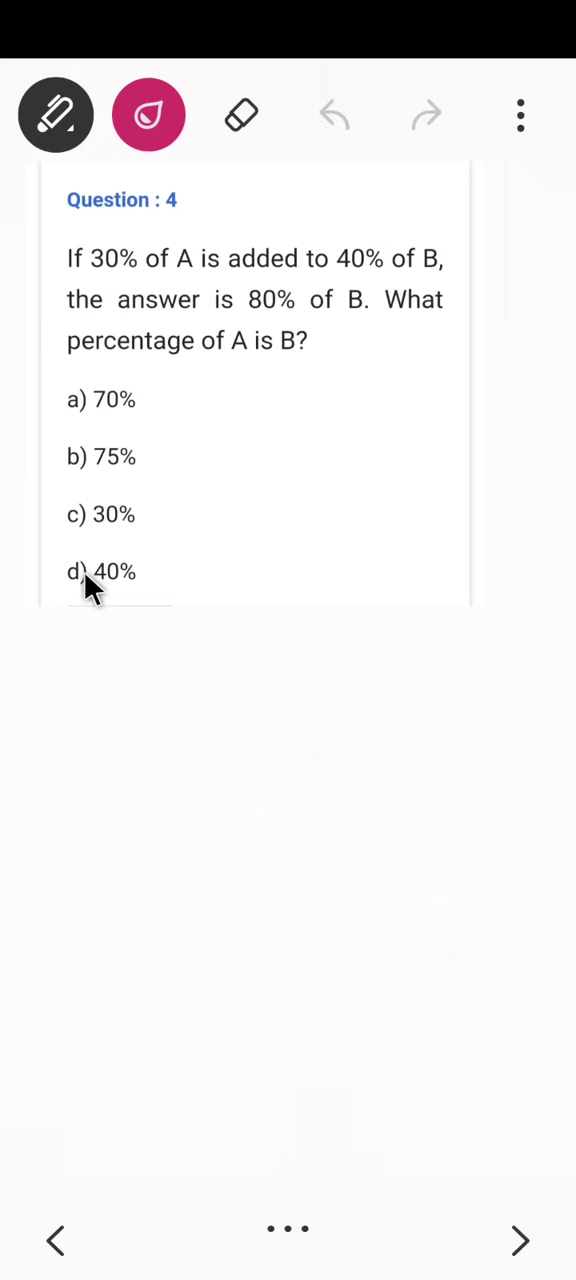 Question : 4
If 30% of A is added to 40% of B,
the answer is 80% of B. What
percentage of A is B?
a) 70%
b) 75%
c) 30%
d) 40%